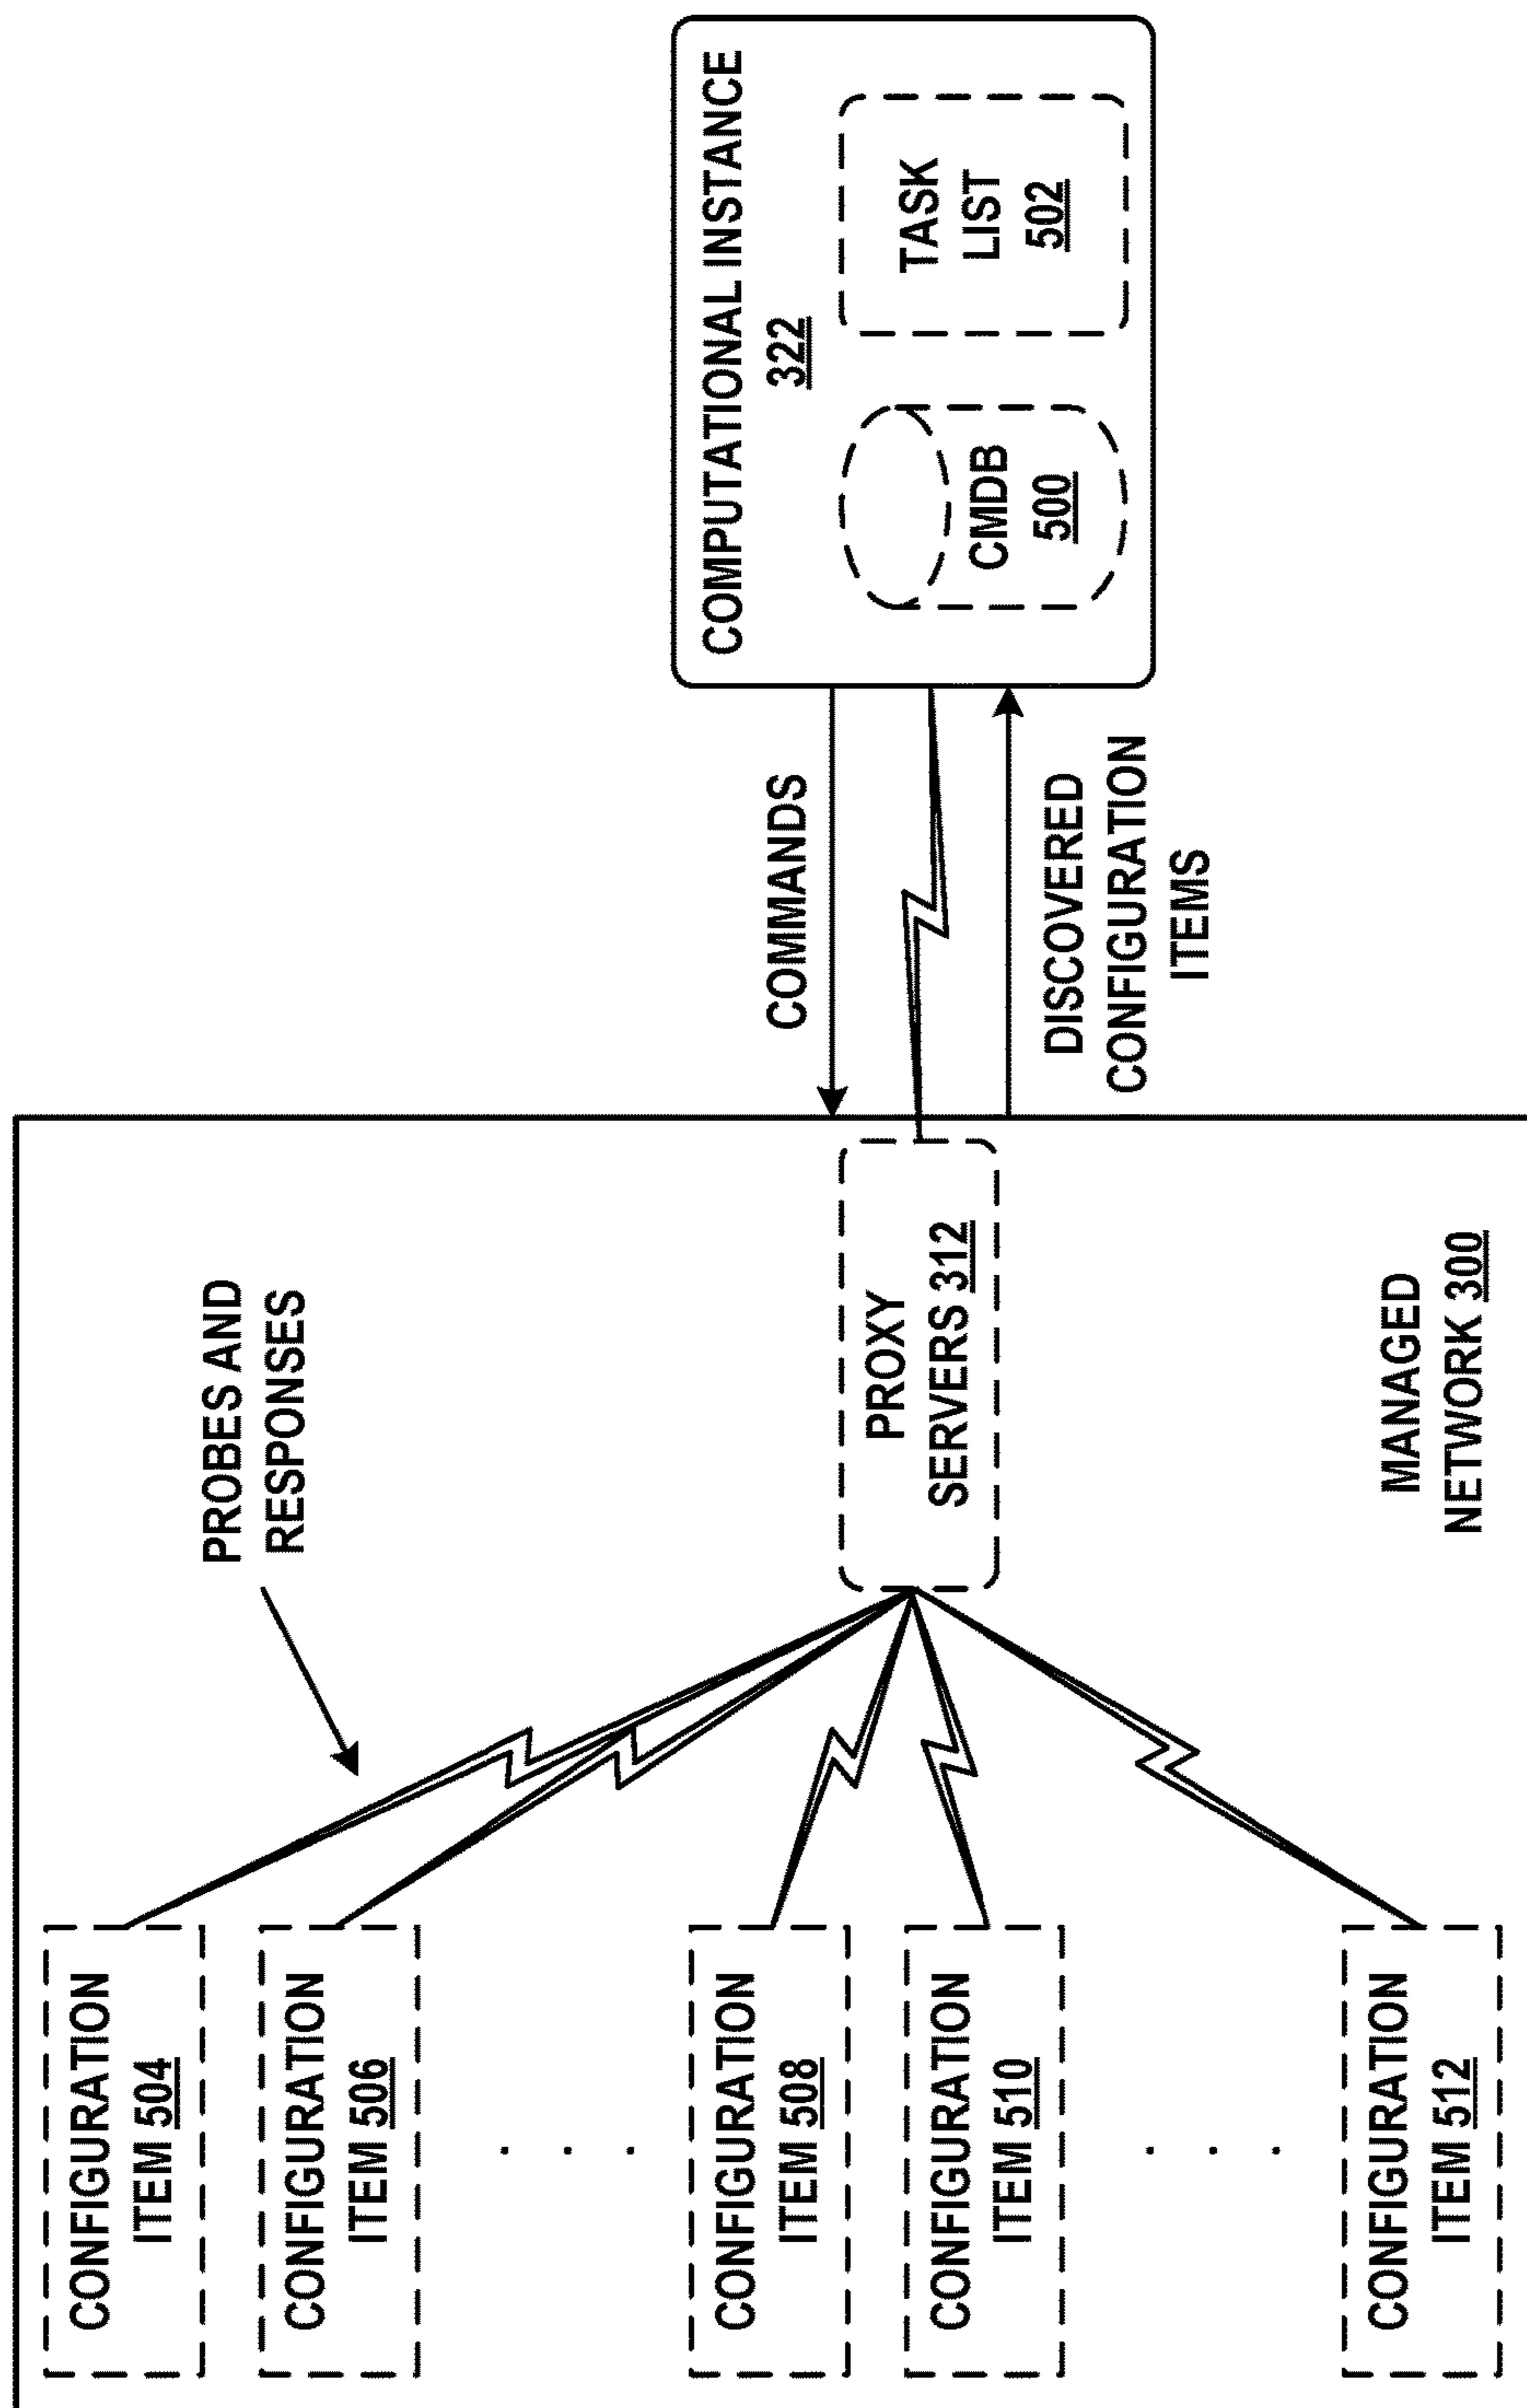 COMPUTATIONAL INSTANCE
322
CMDB
500
TASK
LIST
502
COMMANDS
DISCOVERED
CONFIGURATION
ITEMS
PROBES AND
RESPONSES
PROXY
SERVERS 312
MANAGED
NETWORK 300
CONFIGURATION
ITEM 504
CONFIGURATION
ITEM 506
. . .
CONFIGURATION
ITEM 508
CONFIGURATION
ITEM 510
. . .
CONFIGURATION
ITEM 512